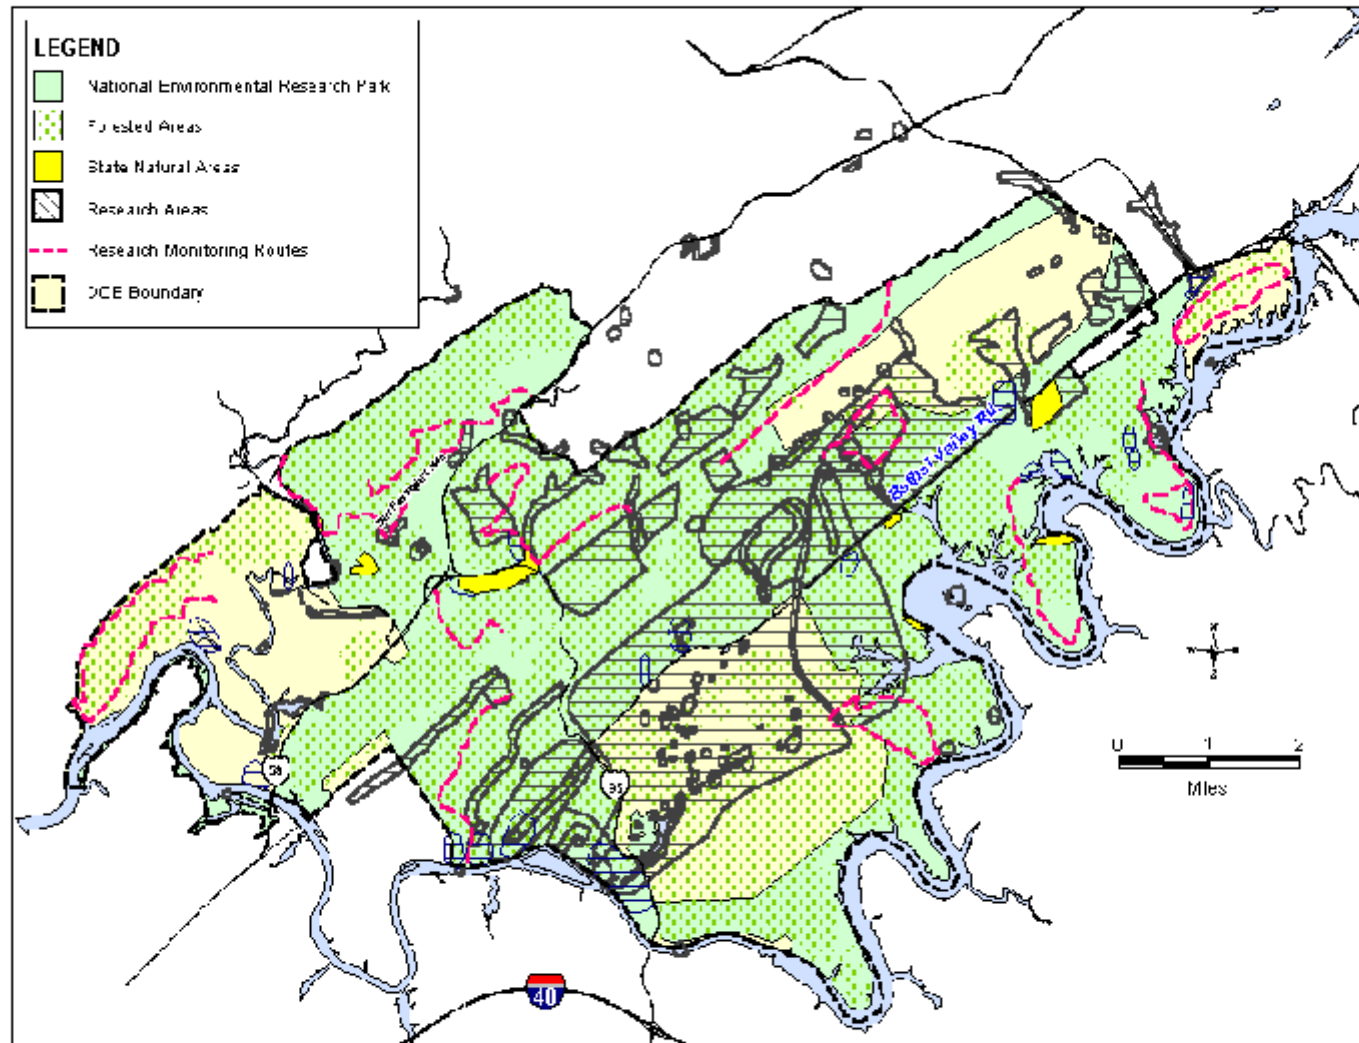 LEGEND
National Environmental Research Park
Forested Areas
State Natural Areas
Research Areas
Research Monitoring Routes
DOE Boundary
Bethel Valley Rd
95
N
W E
S
0 1 2
Miles
40